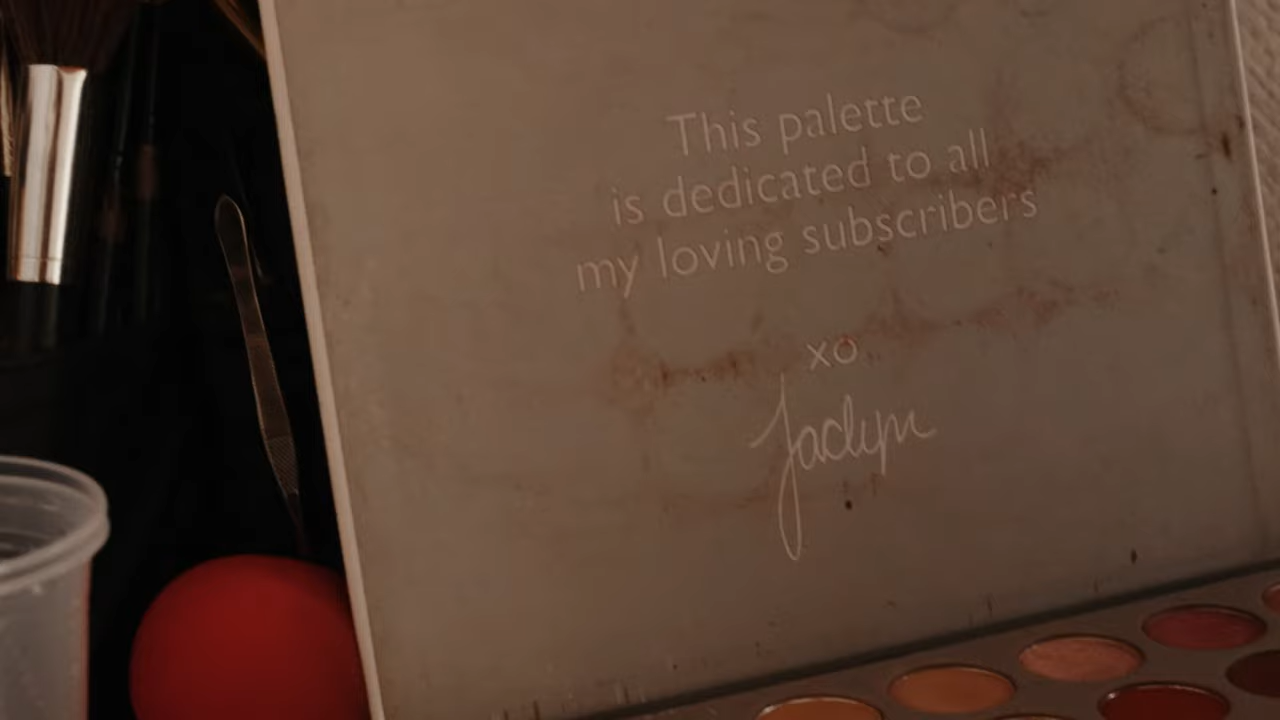 This palette
is dedicated to all
my loving subscribers
xo
Jaclyn